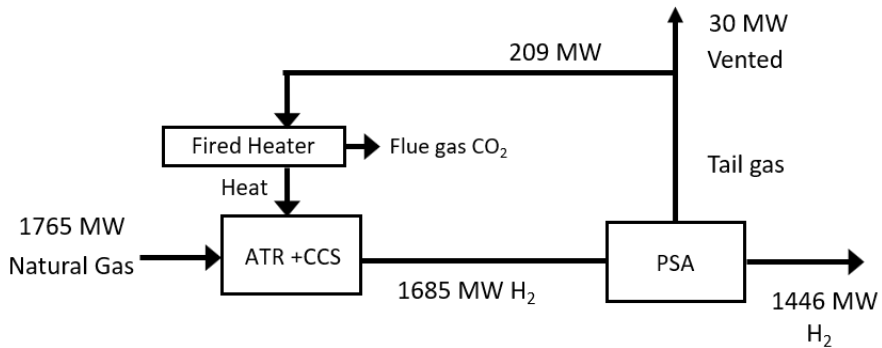 30 MW
Vented
209 MW
Fired Heater
Flue gas CO₂
Tail gas
Heat
1765 MW
Natural Gas
ATR +CCS
PSA
1685 MW H₂
1446 MW
H₂